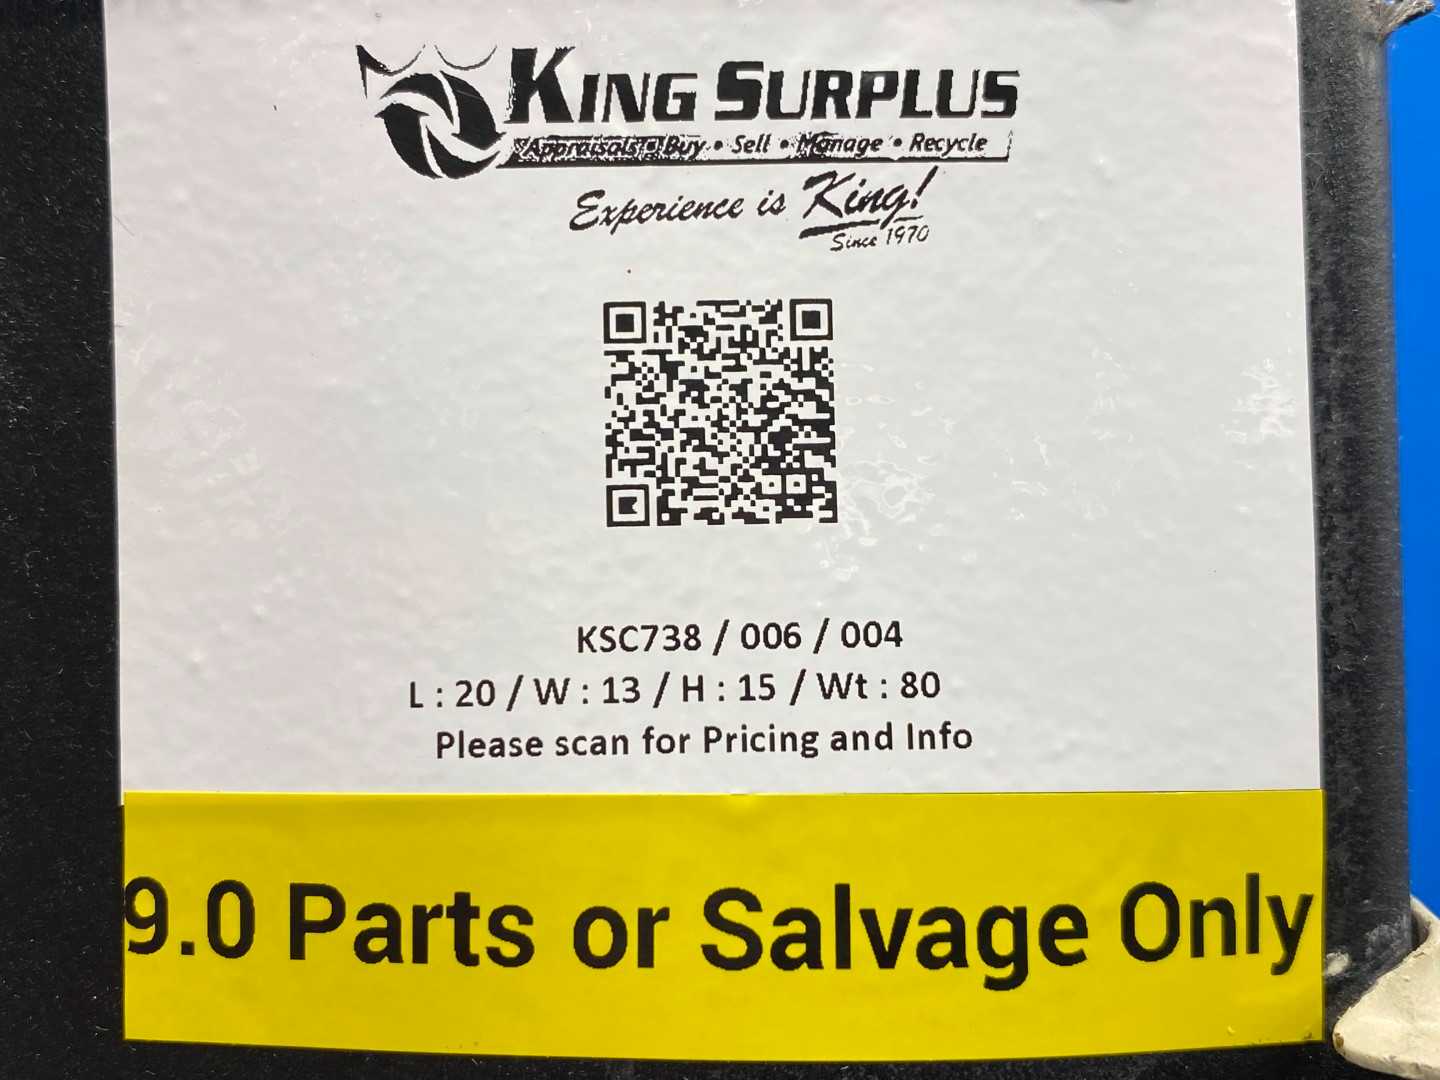 KING SURPLUS
Appraisals • Buy • Sell • Manage • Recycle
Experience is King!
Since 1970
KSC738 / 006 / 004
L : 20 / W : 13 / H : 15 / Wt : 80
Please scan for Pricing and Info
9.0 Parts or Salvage Only